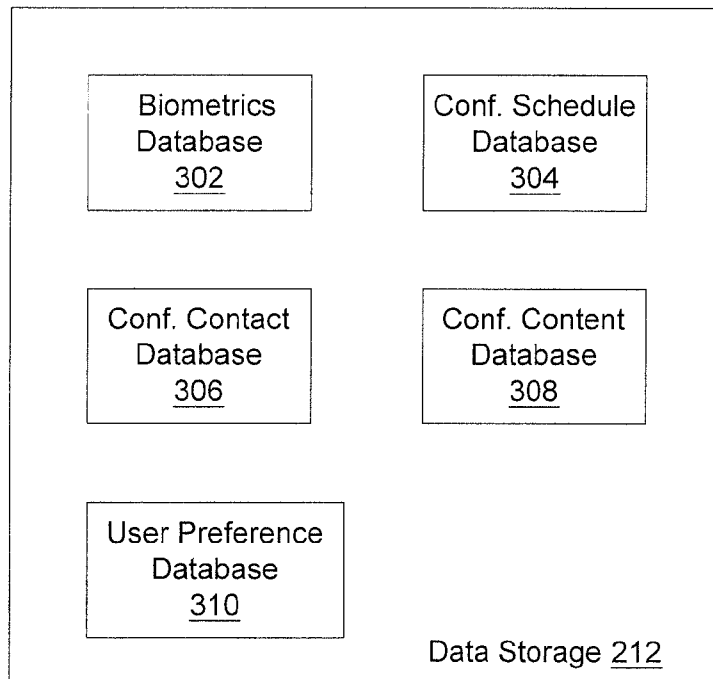 Biometrics
Database
302
Conf. Schedule
Database
304
Conf. Contact
Database
306
Conf. Content
Database
308
User Preference
Database
310
Data Storage 212